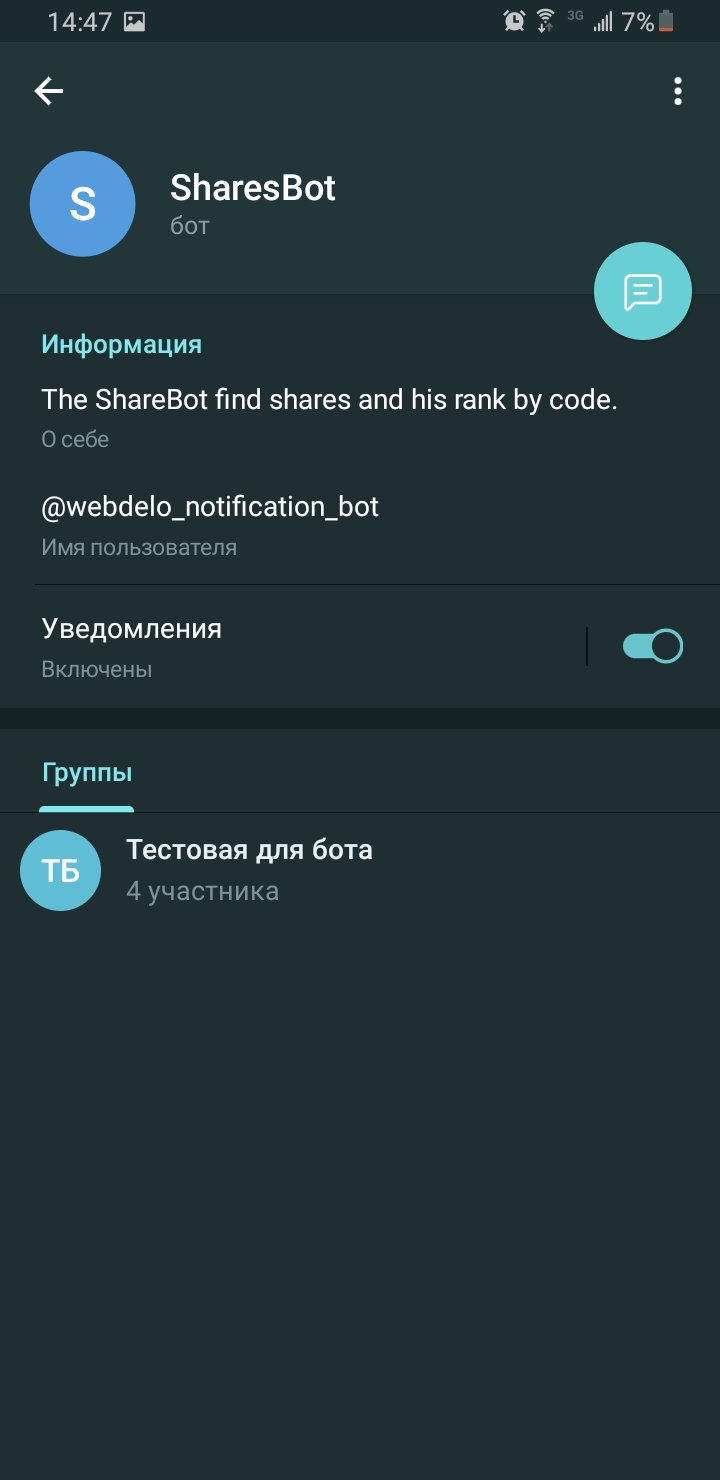 14:47
3G
7%
S
SharesBot
бот
Информация
The ShareBot find shares and his rank by code.
О себе
@webdelo_notification_bot
Имя пользователя
Уведомления
Включены
Группы
ТБ
Тестовая для бота
4 участника